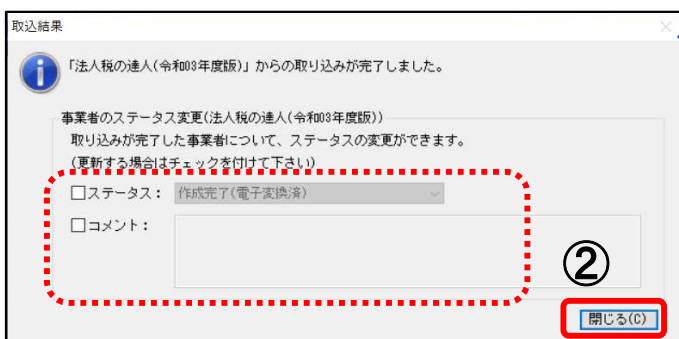 取込結果
「法人税の達人(令和03年度版)」からの取り込みが完了しました。
事業者のステータス変更(法人税の達人(令和03年度版))
取り込みが完了した事業者について、ステータスの変更ができます。
(更新する場合はチェックを付けて下さい)
ステータス： 作成完了(電子変換済)
コメント：
②
閉じる(C)